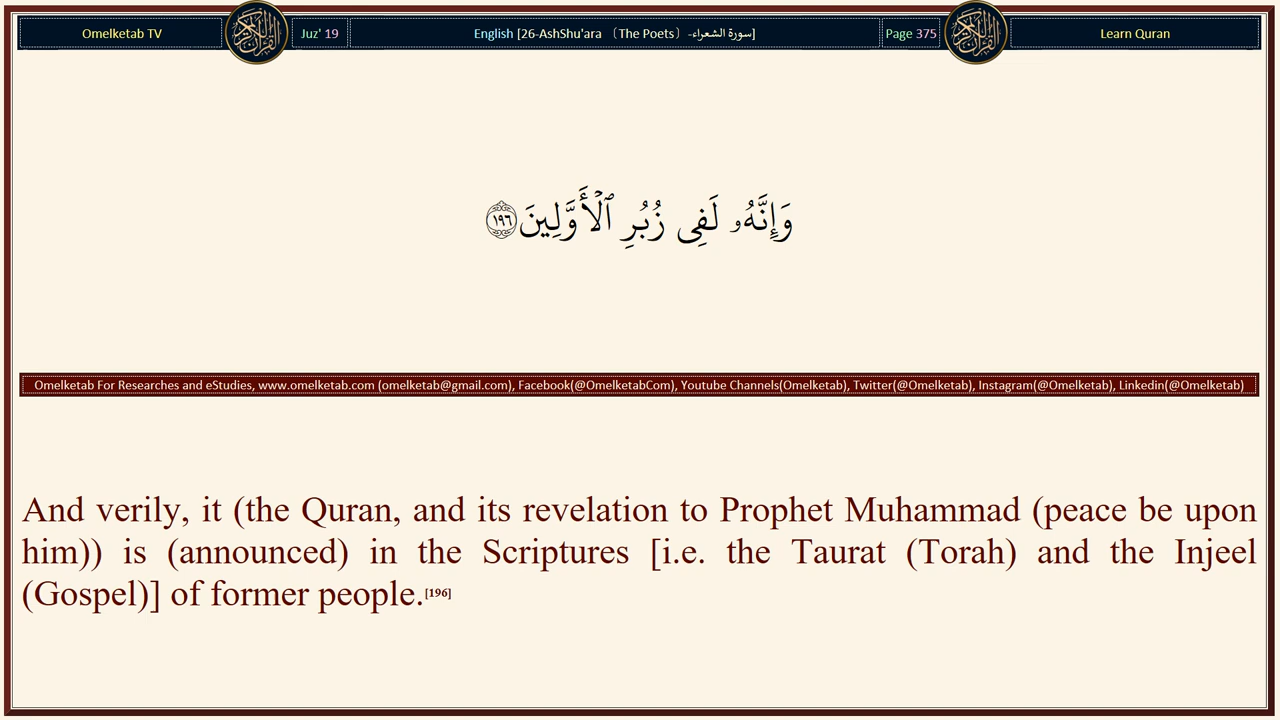 Omelketab TV
Juz' 19
English [26-AshShu'ara 〔The Poets〕 -سورة الشعراء]
Page 375
Learn Quran
وَإِنَّهُۥ لَفِى زُبُرِ ٱلْأَوَّلِينَ ١٩٦
Omelketab For Researches and eStudies, www.omelketab.com (omelketab@gmail.com), Facebook(@OmelketabCom), Youtube Channels(Omelketab), Twitter(@Omelketab), Instagram(@Omelketab), Linkedin(@Omelketab)
And verily, it (the Quran, and its revelation to Prophet Muhammad (peace be upon
him)) is (announced) in the Scriptures [i.e. the Taurat (Torah) and the Injeel
(Gospel)] of former people.[196]